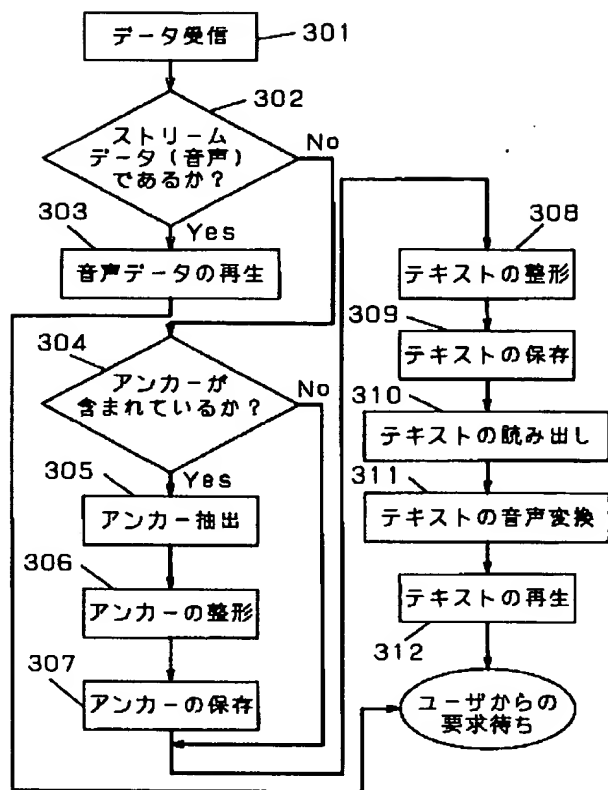 データ受信
301
302
ストリーム
データ(音声)
であるか?
No
Yes
303
音声データの再生
304
アンカーが
含まれているか?
No
Yes
305
アンカー抽出
306
アンカーの整形
307
アンカーの保存
308
テキストの整形
309
テキストの保存
310
テキストの読み出し
311
テキストの音声変換
テキストの再生
312
ユーザからの
要求待ち